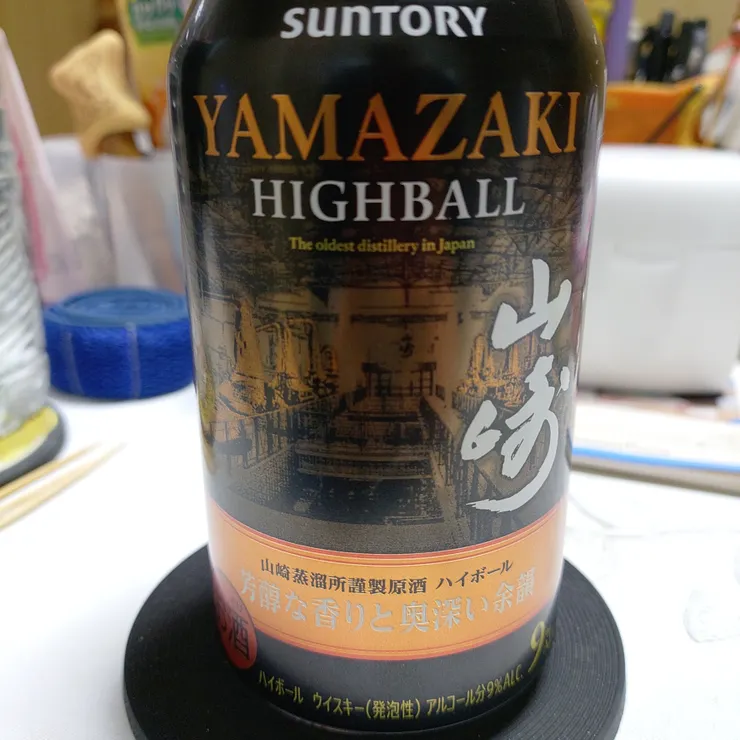 SUNTORY
YAMAZAKI
HIGHBALL
The oldest distillery in Japan
山崎
山崎蒸溜所謹製原酒 ハイボール
芳醇な香りと奥深い余韻
酒
9%
ハイボール ウイスキー(発泡性) アルコール分9%ALC.